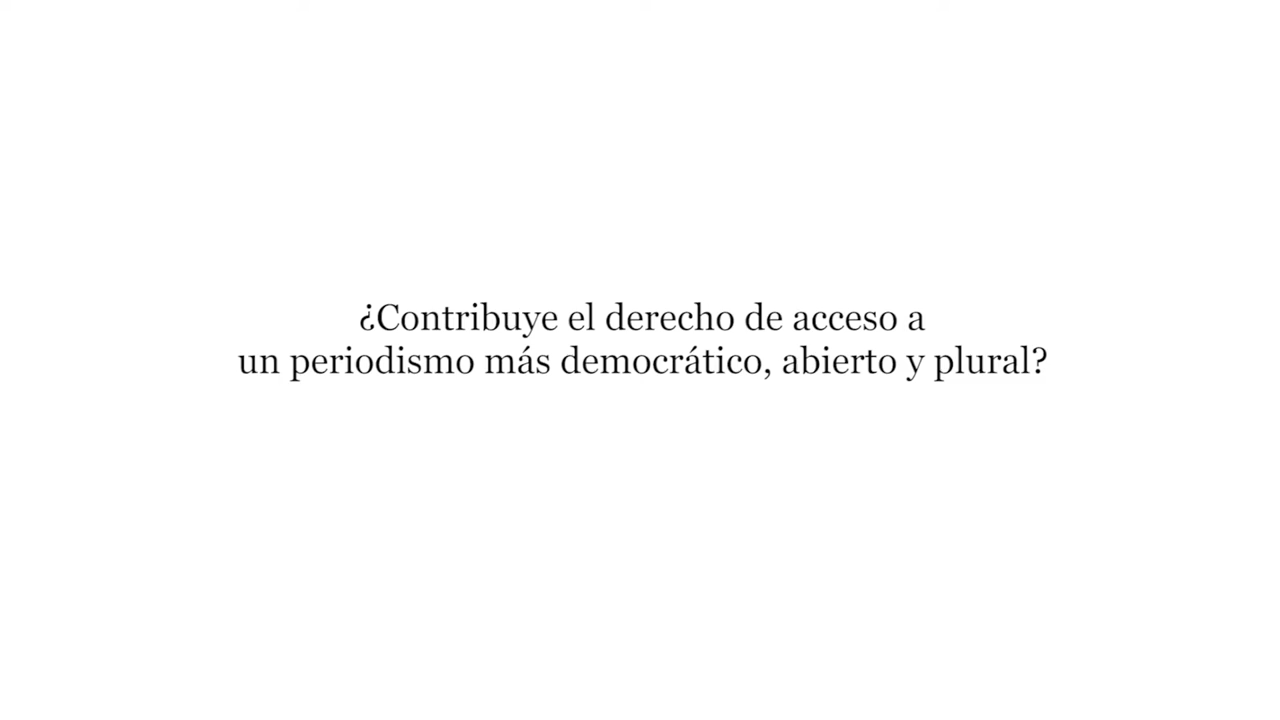 ¿Contribuye el derecho de acceso a
un periodismo más democrático, abierto y plural?